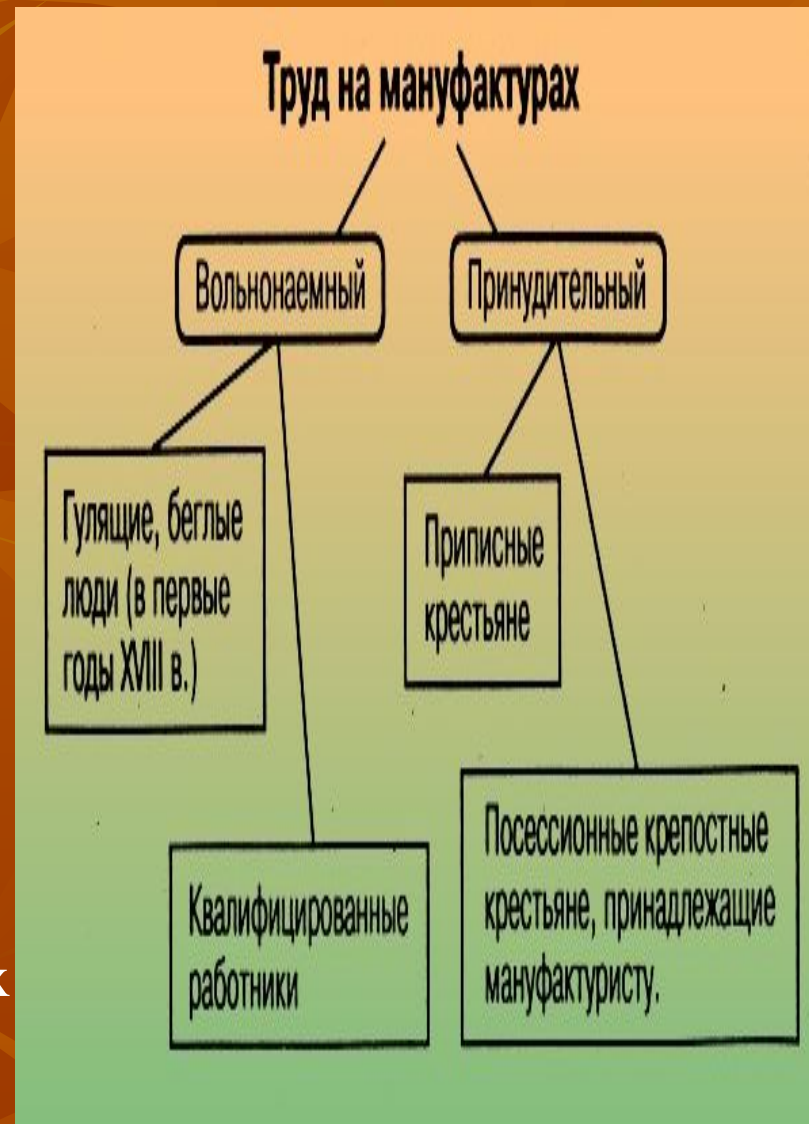 Труд на мануфактурах
Вольнонаемный
Принудительный
Гулящие, беглые
люди (в первые
годы XVIII в.)
Приписные
крестьяне
Квалифицированные
работники
Посессионные крепостные
крестьяне, принадлежащие
мануфактуристу.
к